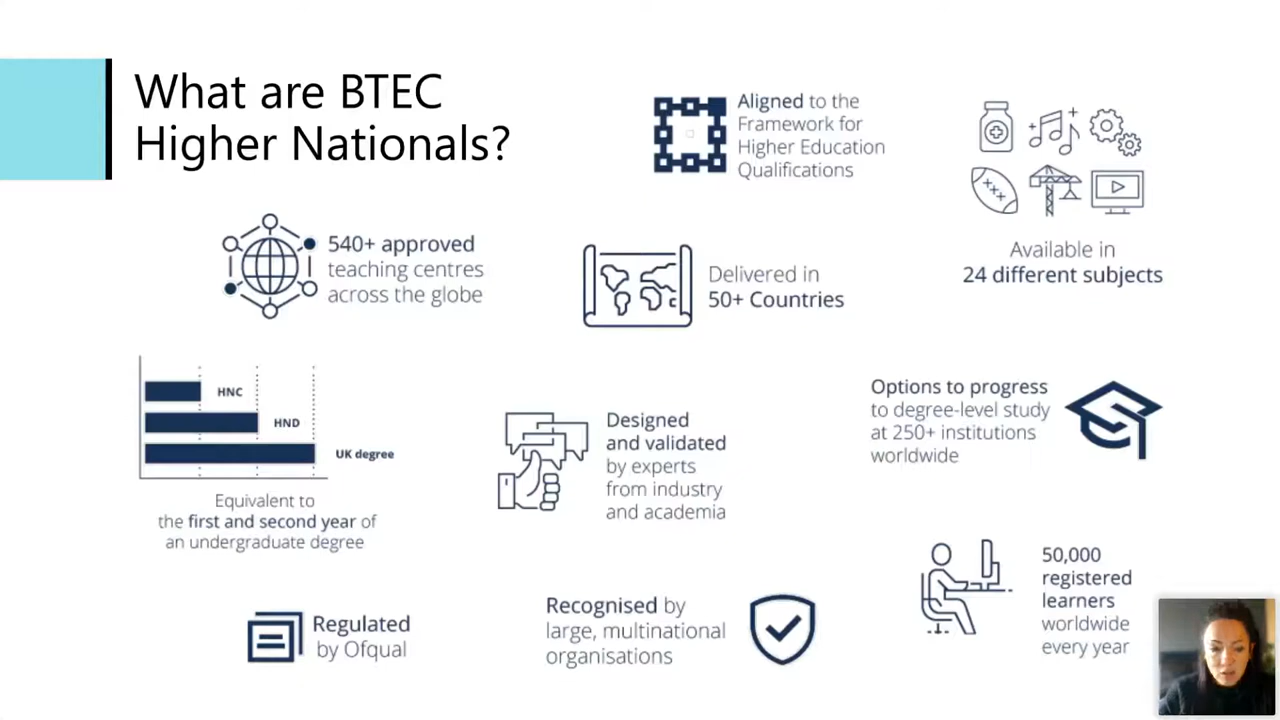 What are BTEC
Higher Nationals?
Aligned to the
Framework for
Higher Education
Qualifications
Available in
24 different subjects
540+ approved
teaching centres
across the globe
Delivered in
50+ Countries
HNC
HND
UK degree
Equivalent to
the first and second year of
an undergraduate degree
Designed
and validated
by experts
from industry
and academia
Options to progress
to degree-level study
at 250+ institutions
worldwide
Regulated
by Ofqual
Recognised by
large, multinational
organisations
50,000
registered
learners
worldwide
every year